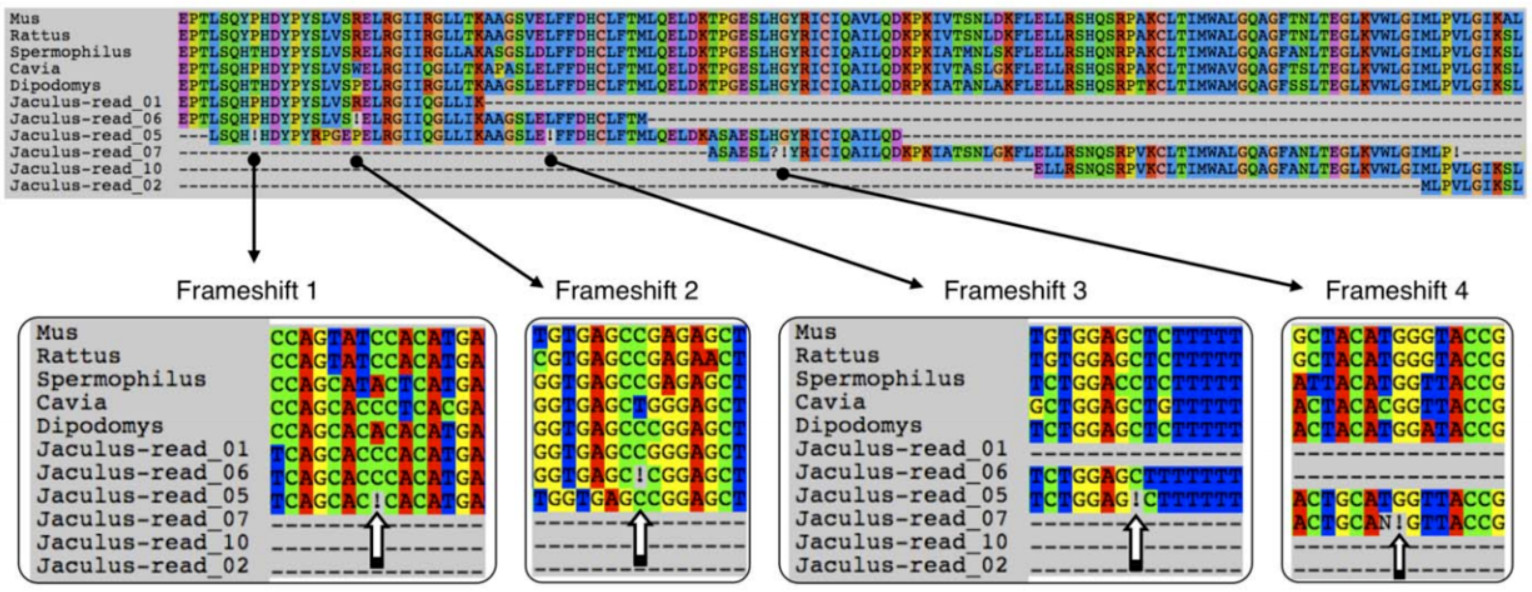 Mus EPTLSQYPHDYPYSLVSRELRGIIRGLLTKAAGSVELFFDHCLFTMLQELDKTPGESLHGYRICIQAVLQDKPKIVTSNLDKFLELLRSHQSRPAKCLTIMWALGQAGFTNLTEGLKVWLGIMLPVLGIKAL
Rattus EPTLSQYPHDYPYSLVSRELRGIIRGLLTKAAGSVELFFDHCLFTMLQELDKTPGESLHGYRICIQAILQDKPKIVTSNLDKFLELLRSHQSRPAKCLTIMWALGQAGFTNLTEGLKVWLGIMLPVLGIKSL
Spermophilus EPTLSQHTHDYPYSLVSRELRGIIRGLLAKASGSLDLFFDHCLFTMLQELDKTPGESLHGYRICIQAILQDKPKIATMNLSKFLELLRSHQNRPAKCLTIMWALGQAGFANLTEGLKVWLGIMLPVLGIKSL
Cavia EPTLSQHPHDYPYSLVSWELRGIIQGLLTKAPASLELFFDHCLFTMLQELDKTPGESLHGYRICIQAILQDRPKIVTASLGKFLELLRSHQSRPAKCLTIMWALGQAGFTSLTEGLKVWLGIMLPVLGIKSL
Dipodomys EPTLSQHTHDYPYSLVSPELRGIIQGLLTKAAGSLELFFDHCLFTMLQELDKTPGESLHGYRICIQAILQDKPKIATANLAKFLELLRSHQSRPTKCLTIMWAMGQAGFSSLTEGLKVWLGIMLPVLGIKSL
Jaculus-read_01 EPTLSQHPHDYPYSLVSRELRGIIQGLLIK------------------------------------------------------------------------------------------------------
Jaculus-read_06 EPTLSQHPHDYPYSLVS!ELRGIIQGLLIKAAGSLELFFDHCLFTM--------------------------------------------------------------------------------------
Jaculus-read_05 ---LSQH!HDYPYRPGEPELRGIIQGLLIKAAGSLE!FFDHCLFTMLQELDKASAESLHGYRICIQAILQD-------------------------------------------------------------
Jaculus-read_07 ----------------------------------------------------ASAESL?!YRICIQAILQDKPKIATSNLGKFLELLRSNQSRPVKCLTIMWALGQAGFANLTEGLKVWLGIMLP!------
Jaculus-read_10 ------------------------------------------------------------------------------------ELLRSNQSRPVKCLTIMWALGQAGFANLTEGLKVWLGIMLPVLGIKSL
Jaculus-read_02 --------------------------------------------------------------------------------------------------------------------------MLPVLGIKSL
Frameshift 1
Mus CCAGTATCCACATGA
Rattus CCAGTATCCACATGA
Spermophilus CCAGCATACTCATGA
Cavia CCAGCACCCTCACGA
Dipodomys CCAGCACACACATGA
Jaculus-read_01 TCAGCACCCACATGA
Jaculus-read_06 TCAGCACCCACATGA
Jaculus-read_05 TCAGCAC!CACATGA
Jaculus-read_07 ---------------
Jaculus-read_10 ---------------
Jaculus-read_02 ---------------
Frameshift 2
TGTGAGCCGAGAGCT
CGTGAGCCGAGAACT
GGTGAGCCGAGAGCT
GGTGAGCTGGGAGCT
GGTGAGCCCGGAGCT
GGTGAGCCGGGAGCT
GGTGAGC!CGGAGCT
TGGTGAGCCGGAGCT
---------------
---------------
---------------
Frameshift 3
Mus TGTGGAGCTCTTTTT
Rattus TGTGGAGCTCTTTTT
Spermophilus TCTGGACCTCTTTTT
Cavia GCTGGAGCTGTTTTT
Dipodomys TCTGGAGCTCTTTTT
Jaculus-read_01 ---------------
Jaculus-read_06 TCTGGAGCTTTTTTT
Jaculus-read_05 TCTGGAG!CTTTTTT
Jaculus-read_07 ---------------
Jaculus-read_10 ---------------
Jaculus-read_02 ---------------
Frameshift 4
GCTACATGGGTACCG
GCTACATGGGTACCG
ATTACATGGTTACCG
ACTACACGGTTACCG
ACTACATGGATACCG
---------------
---------------
ACTGCATGGTTACCG
ACTGCAN!GTTACCG
---------------
---------------